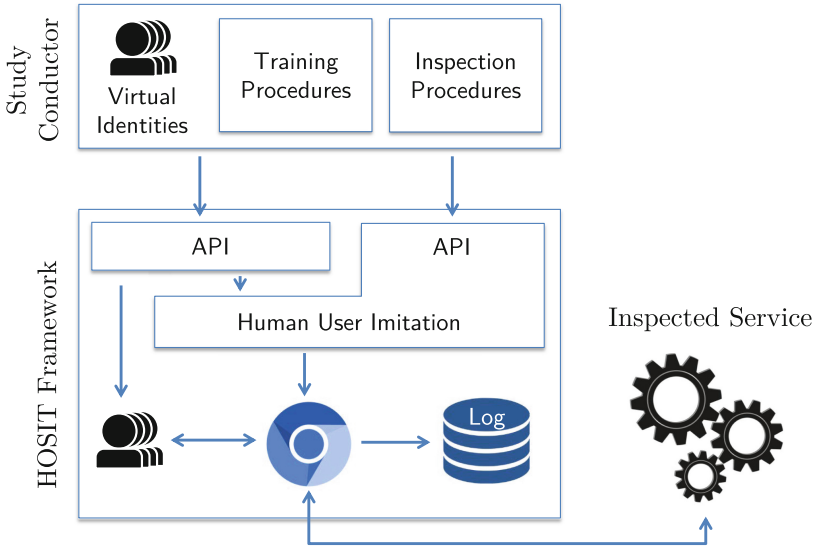 Study
Conductor
Virtual
Identities
Training
Procedures
Inspection
Procedures
HOSIT Framework
API
API
Human User Imitation
Log
Inspected Service